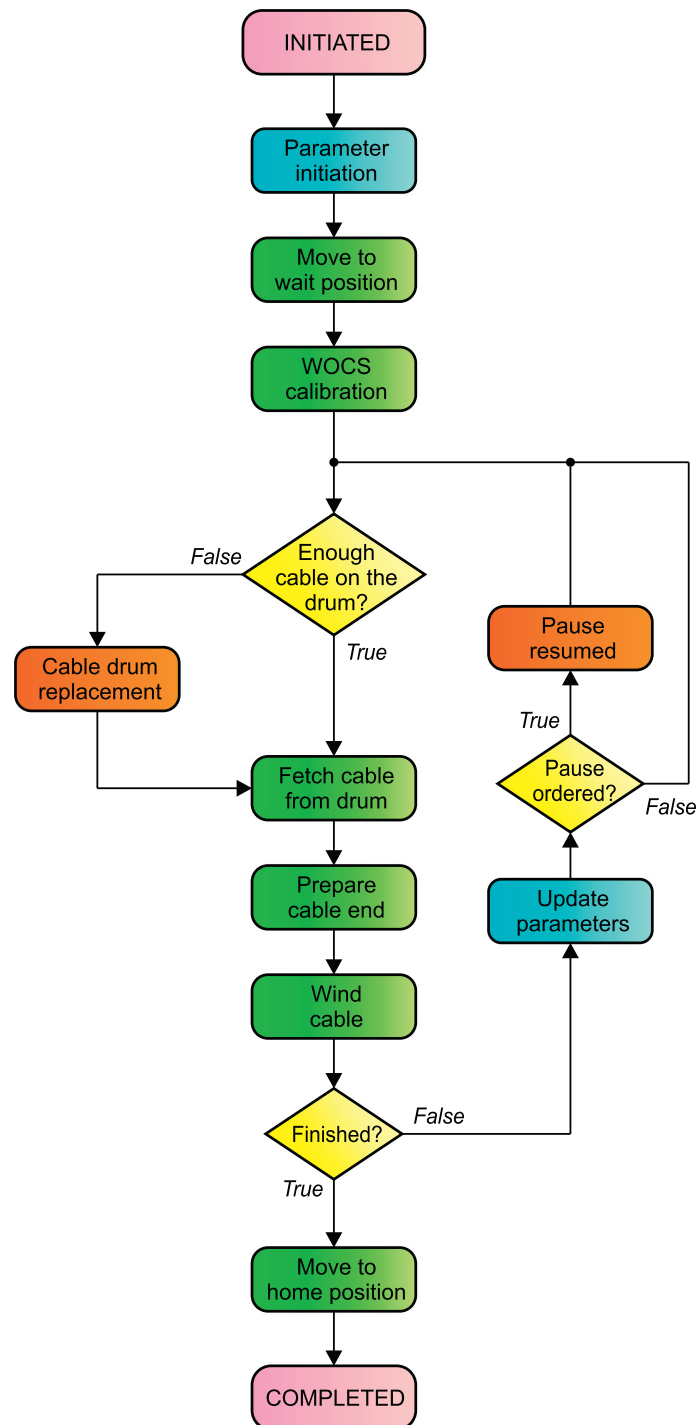 INITIATED
Parameter
initiation
Move to
wait position
WOCS
calibration
Enough
cable on the
drum?
False
True
Cable drum
replacement
Fetch cable
from drum
Prepare
cable end
Wind
cable
Finished?
False
True
Update
parameters
Pause
ordered?
True
False
Pause
resumed
Move to
home position
COMPLETED